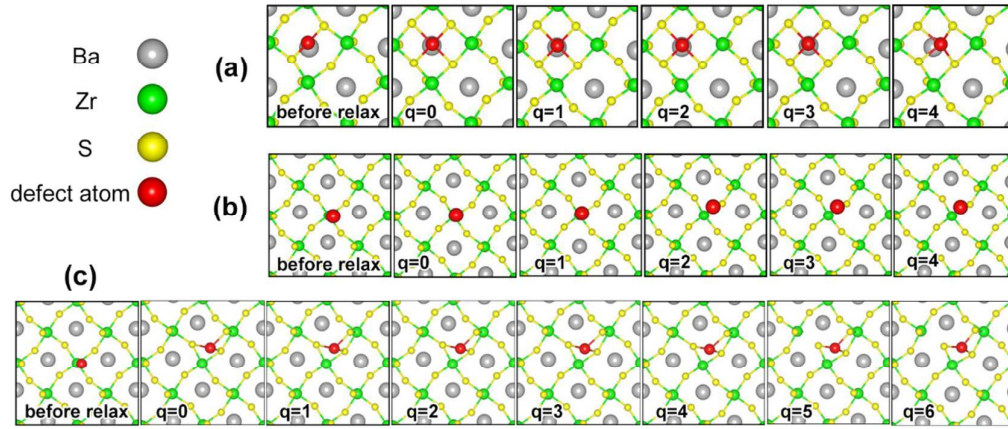 Ba
Zr
S
defect atom
(a)
before relax
q=0
q=1
q=2
q=3
q=4
(b)
before relax
q=0
q=1
q=2
q=3
q=4
(c)
before relax
q=0
q=1
q=2
q=3
q=4
q=5
q=6